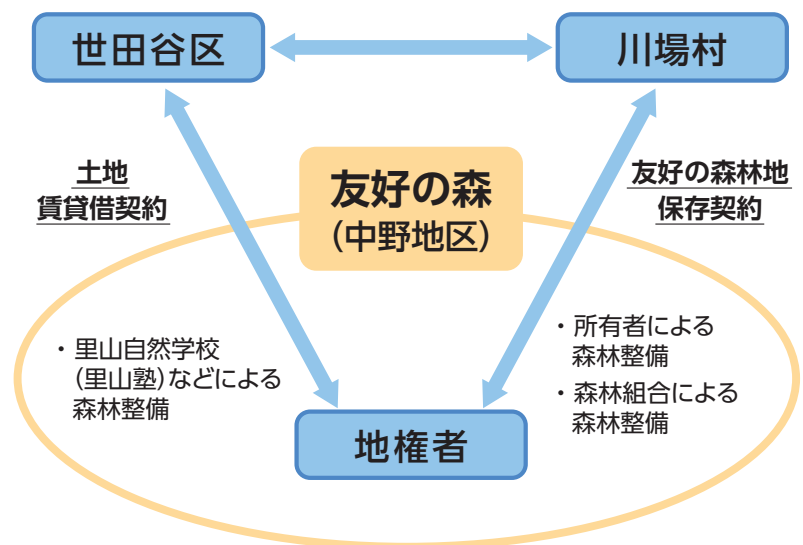 世田谷区
川場村
土地
賃貸借契約
友好の森
(中野地区)
友好の森林地
保存契約
・里山自然学校
(里山塾)などによる
森林整備
・所有者による
森林整備
・森林組合による
森林整備
地権者